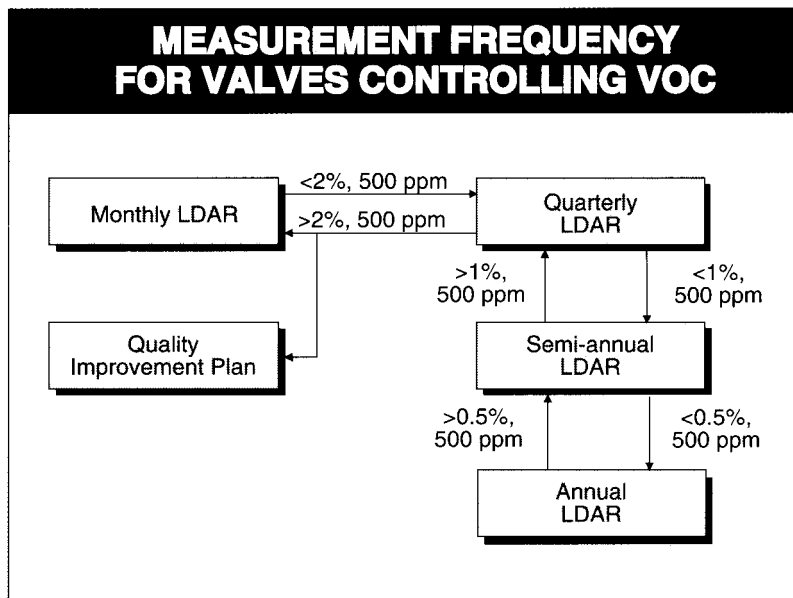 MEASUREMENT FREQUENCY
FOR VALVES CONTROLLING VOC
Monthly LDAR
<2%, 500 ppm
>2%, 500 ppm
Quarterly
LDAR
>1%,
500 ppm
<1%,
500 ppm
Quality
Improvement Plan
Semi-annual
LDAR
>0.5%,
500 ppm
<0.5%,
500 ppm
Annual
LDAR